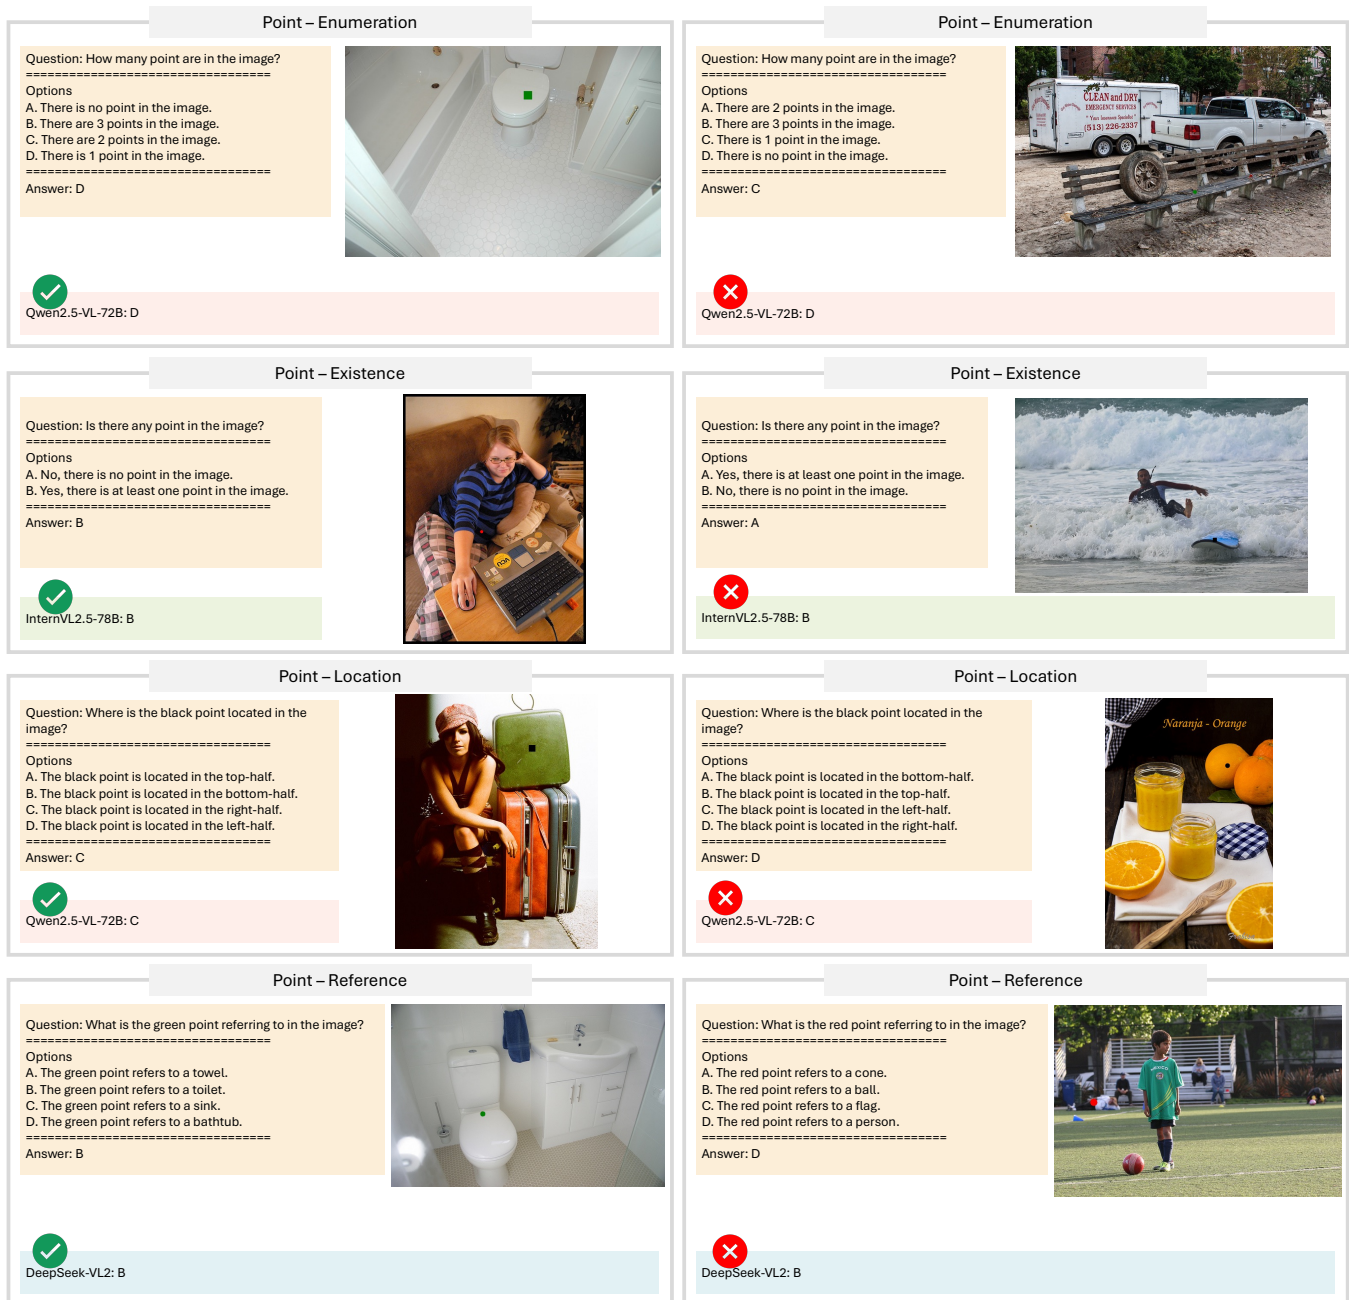 Point – Enumeration
Question: How many point are in the image?
==================================
Options
A. There is no point in the image.
B. There are 3 points in the image.
C. There are 2 points in the image.
D. There is 1 point in the image.
==================================
Answer: D
Qwen2.5-VL-72B: D
Point – Enumeration
Question: How many point are in the image?
==================================
Options
A. There are 2 points in the image.
B. There are 3 points in the image.
C. There is 1 point in the image.
D. There is no point in the image.
==================================
Answer: C
CLEAN and DRY
EMERGENCY SERVICES
" Your Insurance Specialist "
(513) 226-2337
Qwen2.5-VL-72B: D
Point – Existence
Question: Is there any point in the image?
==================================
Options
A. No, there is no point in the image.
B. Yes, there is at least one point in the image.
==================================
Answer: B
VCU
InternVL2.5-78B: B
Point – Existence
Question: Is there any point in the image?
==================================
Options
A. Yes, there is at least one point in the image.
B. No, there is no point in the image.
==================================
Answer: A
InternVL2.5-78B: B
Point – Location
Question: Where is the black point located in the
image?
==================================
Options
A. The black point is located in the top-half.
B. The black point is located in the bottom-half.
C. The black point is located in the right-half.
D. The black point is located in the left-half.
==================================
Answer: C
Qwen2.5-VL-72B: C
Point – Location
Question: Where is the black point located in the
image?
==================================
Options
A. The black point is located in the bottom-half.
B. The black point is located in the top-half.
C. The black point is located in the left-half.
D. The black point is located in the right-half.
==================================
Answer: D
Naranja - Orange
Qwen2.5-VL-72B: C
Point – Reference
Question: What is the green point referring to in the image?
==================================
Options
A. The green point refers to a towel.
B. The green point refers to a toilet.
C. The green point refers to a sink.
D. The green point refers to a bathtub.
==================================
Answer: B
DeepSeek-VL2: B
Point – Reference
Question: What is the red point referring to in the image?
==================================
Options
A. The red point refers to a cone.
B. The red point refers to a ball.
C. The red point refers to a flag.
D. The red point refers to a person.
==================================
Answer: D
MEXICO
DeepSeek-VL2: B